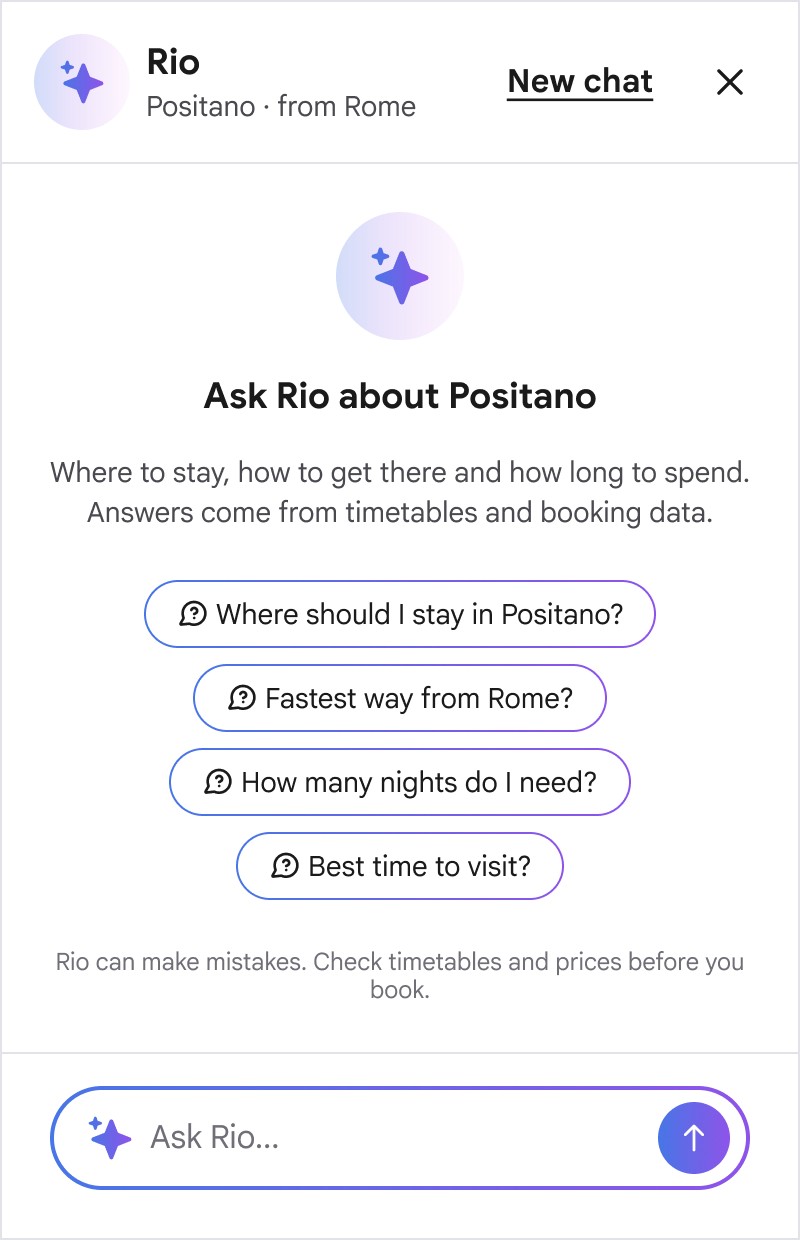 Rio
Positano · from Rome
New chat
Ask Rio about Positano
Where to stay, how to get there and how long to spend.
Answers come from timetables and booking data.
Where should I stay in Positano?
Fastest way from Rome?
How many nights do I need?
Best time to visit?
Rio can make mistakes. Check timetables and prices before you
book.
Ask Rio...